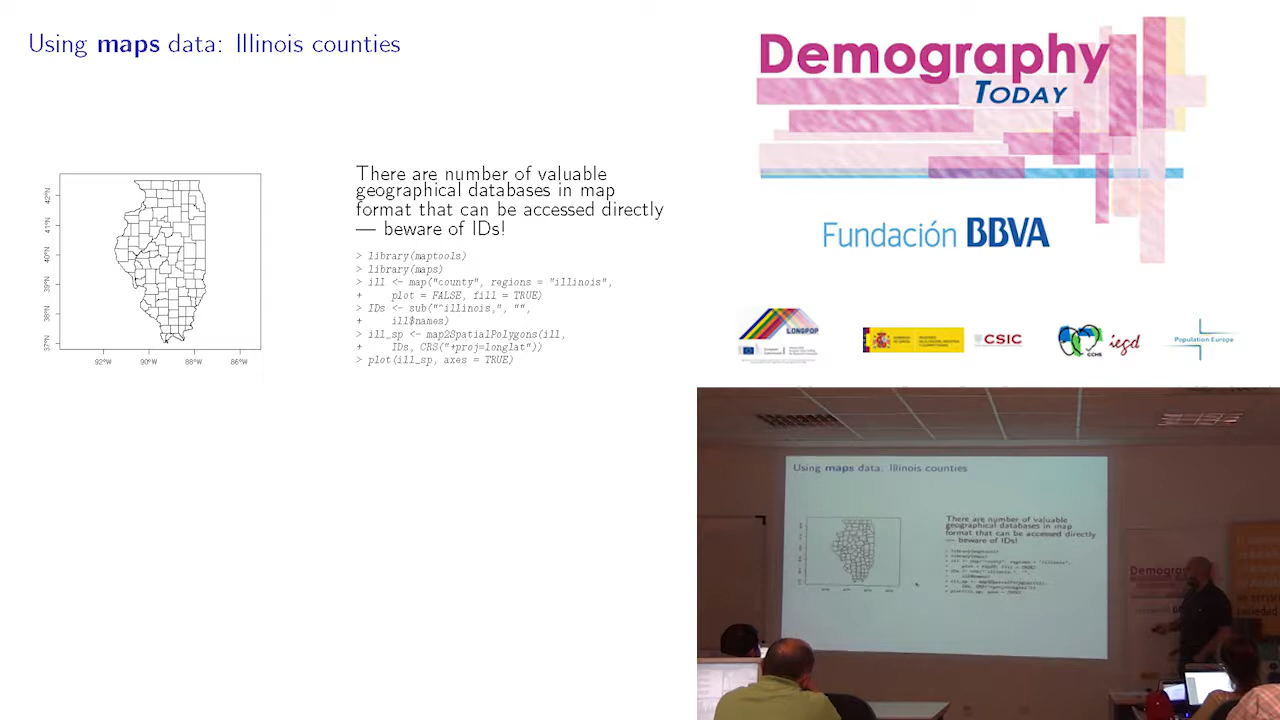 Using maps data: Illinois counties
42°N
41°N
40°N
39°N
38°N
37°N
92°W
90°W
88°W
86°W
There are number of valuable
geographical databases in map
format that can be accessed directly
— beware of IDs!
> library(maptools)
> library(maps)
> ill <- map("county", regions = "illinois",
+ plot = FALSE, fill = TRUE)
> IDs <- sub("^illinois,", "",
+ ill$names)
> ill_sp <- map2SpatialPolygons(ill,
+ IDs, CRS("+proj=longlat"))
> plot(ill_sp, axes = TRUE)
Demography
TODAY
Fundación BBVA
LONGPOP
CSIC
CCHS
iegd
Population Europe
Using maps data: Illinois counties
There are number of valuable
geographical databases in map
format that can be accessed directly
— beware of IDs!
Demography